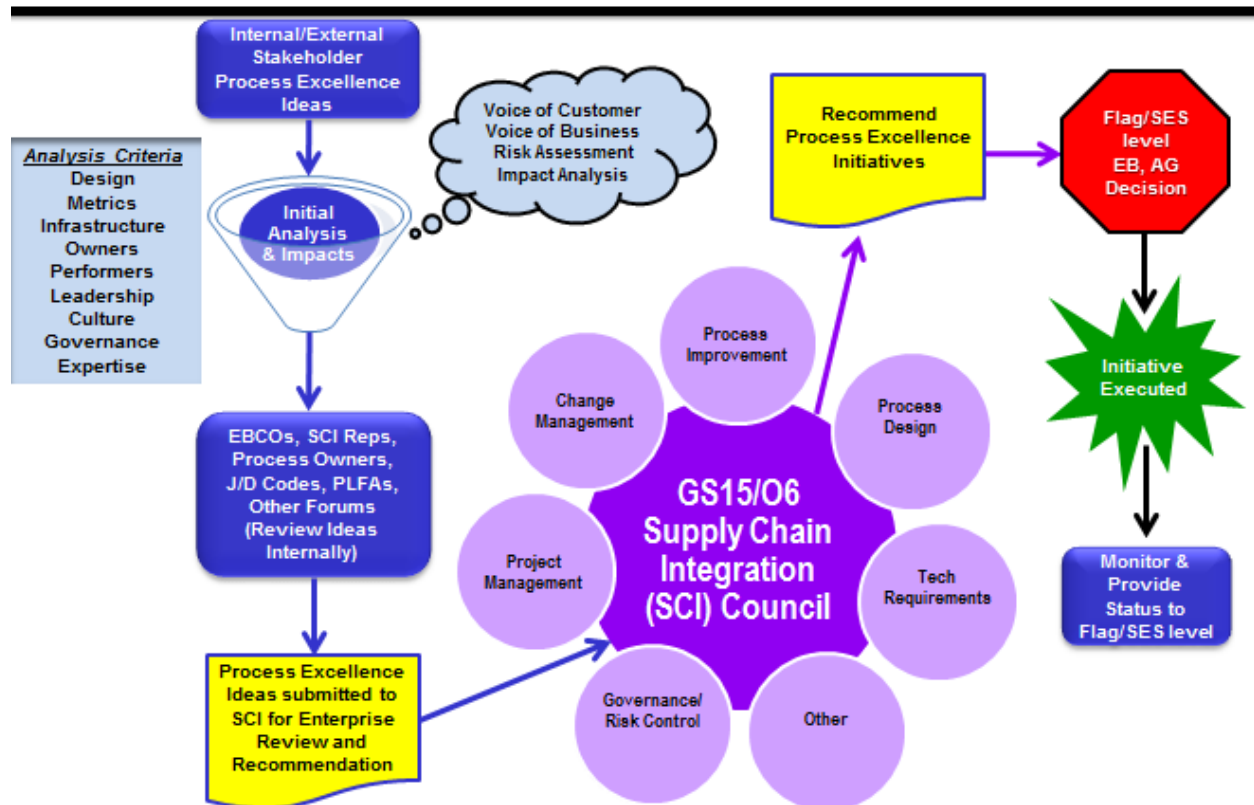 Internal/External
Stakeholder
Process Excellence
Ideas
Analysis Criteria
Design
Metrics
Infrastructure
Owners
Performers
Leadership
Culture
Governance
Expertise
Initial
Analysis
& Impacts
Voice of Customer
Voice of Business
Risk Assessment
Impact Analysis
EBCOs, SCI Reps,
Process Owners,
J/D Codes, PLFAs,
Other Forums
(Review Ideas
Internally)
Process Excellence
Ideas submitted to
SCI for Enterprise
Review and
Recommendation
GS15/O6
Supply Chain
Integration
(SCI) Council
Process
Improvement
Process
Design
Tech
Requirements
Other
Governance/
Risk Control
Project
Management
Change
Management
Recommend
Process Excellence
Initiatives
Flag/SES
level
EB, AG
Decision
Initiative
Executed
Monitor &
Provide
Status to
Flag/SES level